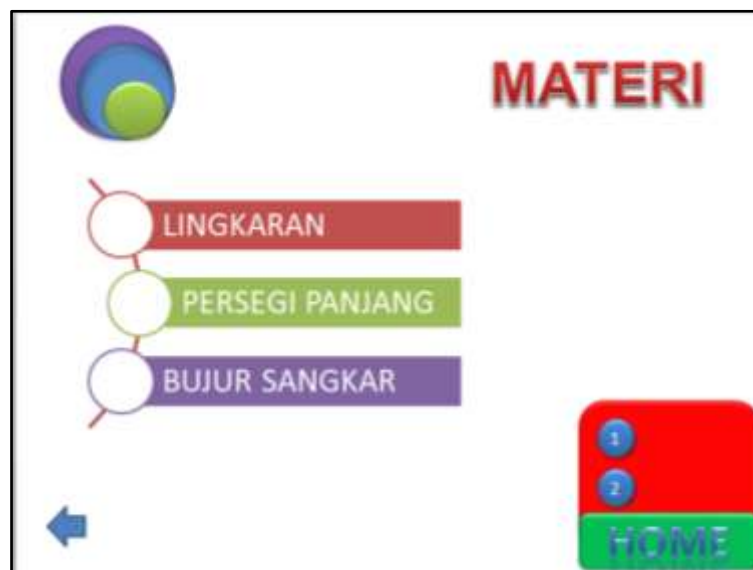 MATERI
LINGKARAN
PERSEGI PANJANG
BUJUR SANGKAR
1
2
HOME